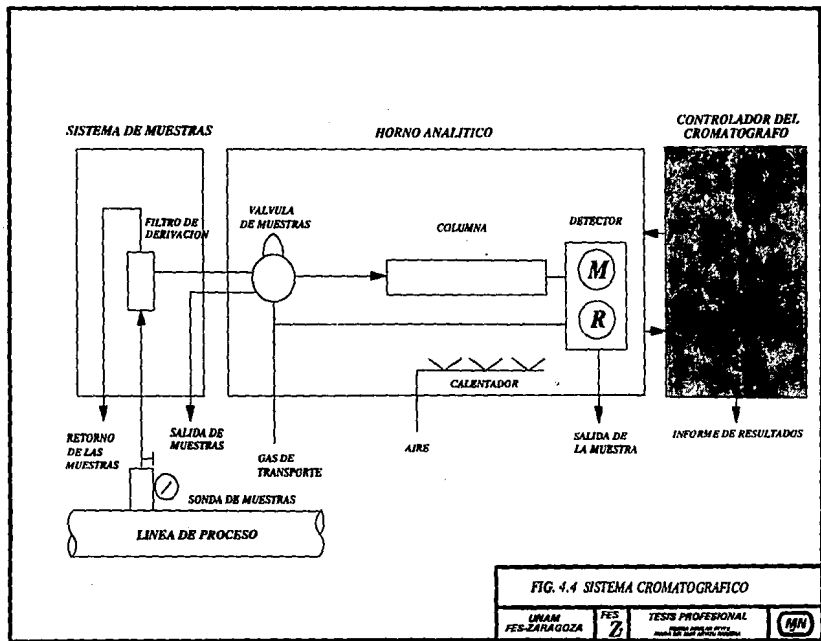 SISTEMA DE MUESTRAS
HORNO ANALITICO
CONTROLADOR DEL
CROMATOGRAFO
FILTRO DE
DERIVACION
VALVULA
DE MUESTRAS
COLUMNA
DETECTOR
M
R
CALENTADOR
RETORNO
DE LAS
MUESTRAS
SALIDA DE
MUESTRAS
GAS DE
TRANSPORTE
AIRE
SALIDA DE
LA MUESTRA
INFORME DE RESULTADOS
SONDA DE MUESTRAS
LINEA DE PROCESO
FIG. 4.4 SISTEMA CROMATOGRAFICO
UNAM
FES-ZARAGOZA
FES
Z
TESIS PROFESIONAL
MN